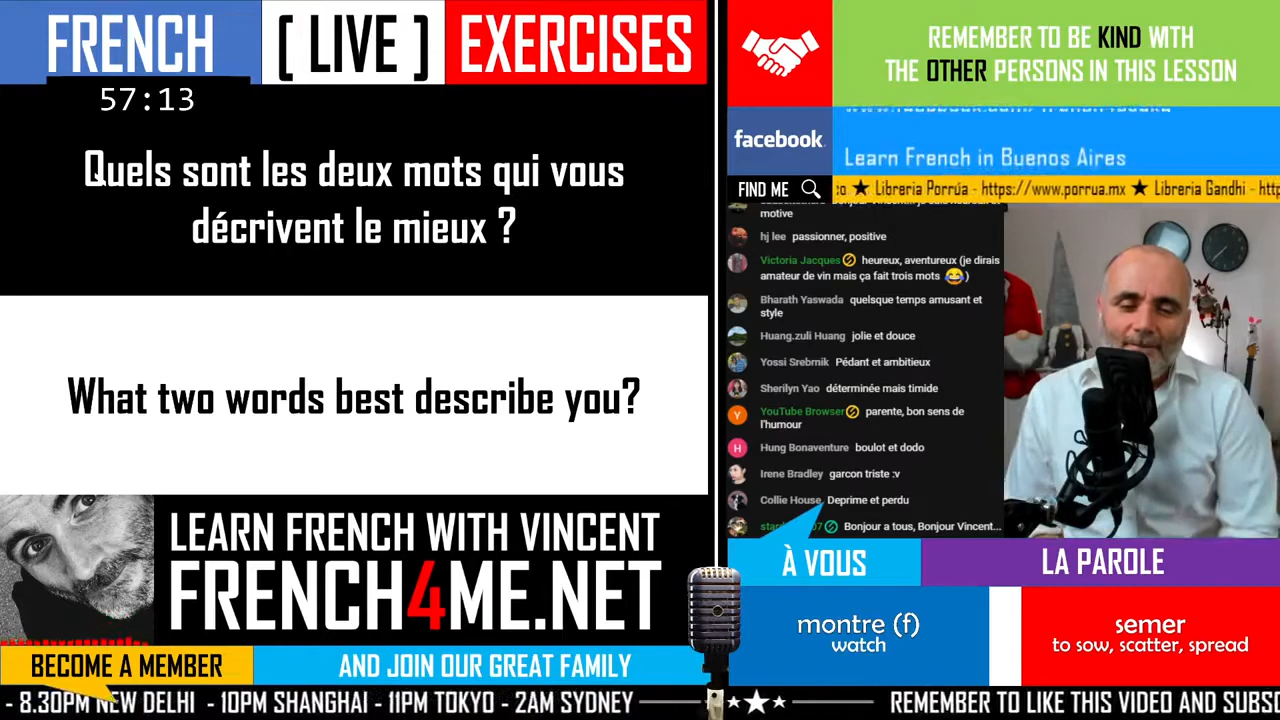 FRENCH [ LIVE ] EXERCISES
57:13
Quels sont les deux mots qui vous
décrivent le mieux ?
What two words best describe you?
LEARN FRENCH WITH VINCENT
FRENCH4ME.NET
BECOME A MEMBER
AND JOIN OUR GREAT FAMILY
REMEMBER TO BE KIND WITH
THE OTHER PERSONS IN THIS LESSON
facebook.
Learn French in Buenos Aires
FIND ME
★ Libreria Porrúa - https://www.porrua.mx ★ Libreria Gandhi - http
motive
hj lee passionner, positive
Victoria Jacques heureux, aventureux (je dirais
amateur de vin mais ça fait trois mots 😂)
Bharath Yaswada quelsque temps amusant et
style
Huang.zuli Huang jolie et douce
Yossi Srebrnik Pédant et ambitieux
Sherilyn Yao déterminée mais timide
YouTube Browser parente, bon sens de
l'humour
Y
Hung Bonaventure boulot et dodo
H
Irene Bradley garcon triste :v
Collie House Deprime et perdu
Bonjour a tous, Bonjour Vincent...
À VOUS
LA PAROLE
montre (f)
watch
semer
to sow, scatter, spread
- 8.30PM NEW DELHI - 10PM SHANGHAI - 11PM TOKYO - 2AM SYDNEY
REMEMBER TO LIKE THIS VIDEO AND SUBSC